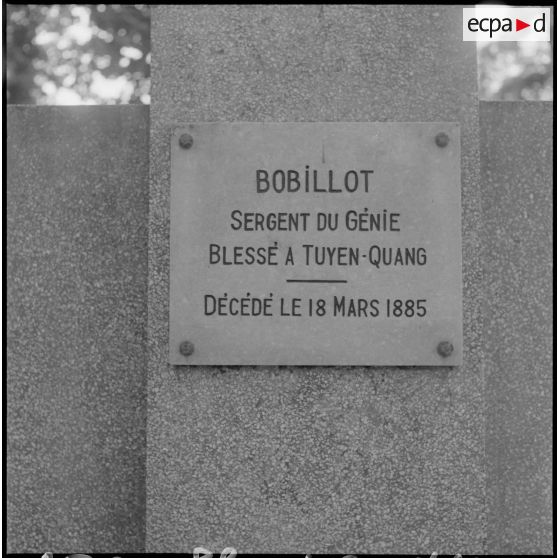 ecpa▶d
BOBILLOT
SERGENT DU GÉNIE
BLESSÉ A TUYEN-QUANG
DÉCÉDÉ LE 18 MARS 1885